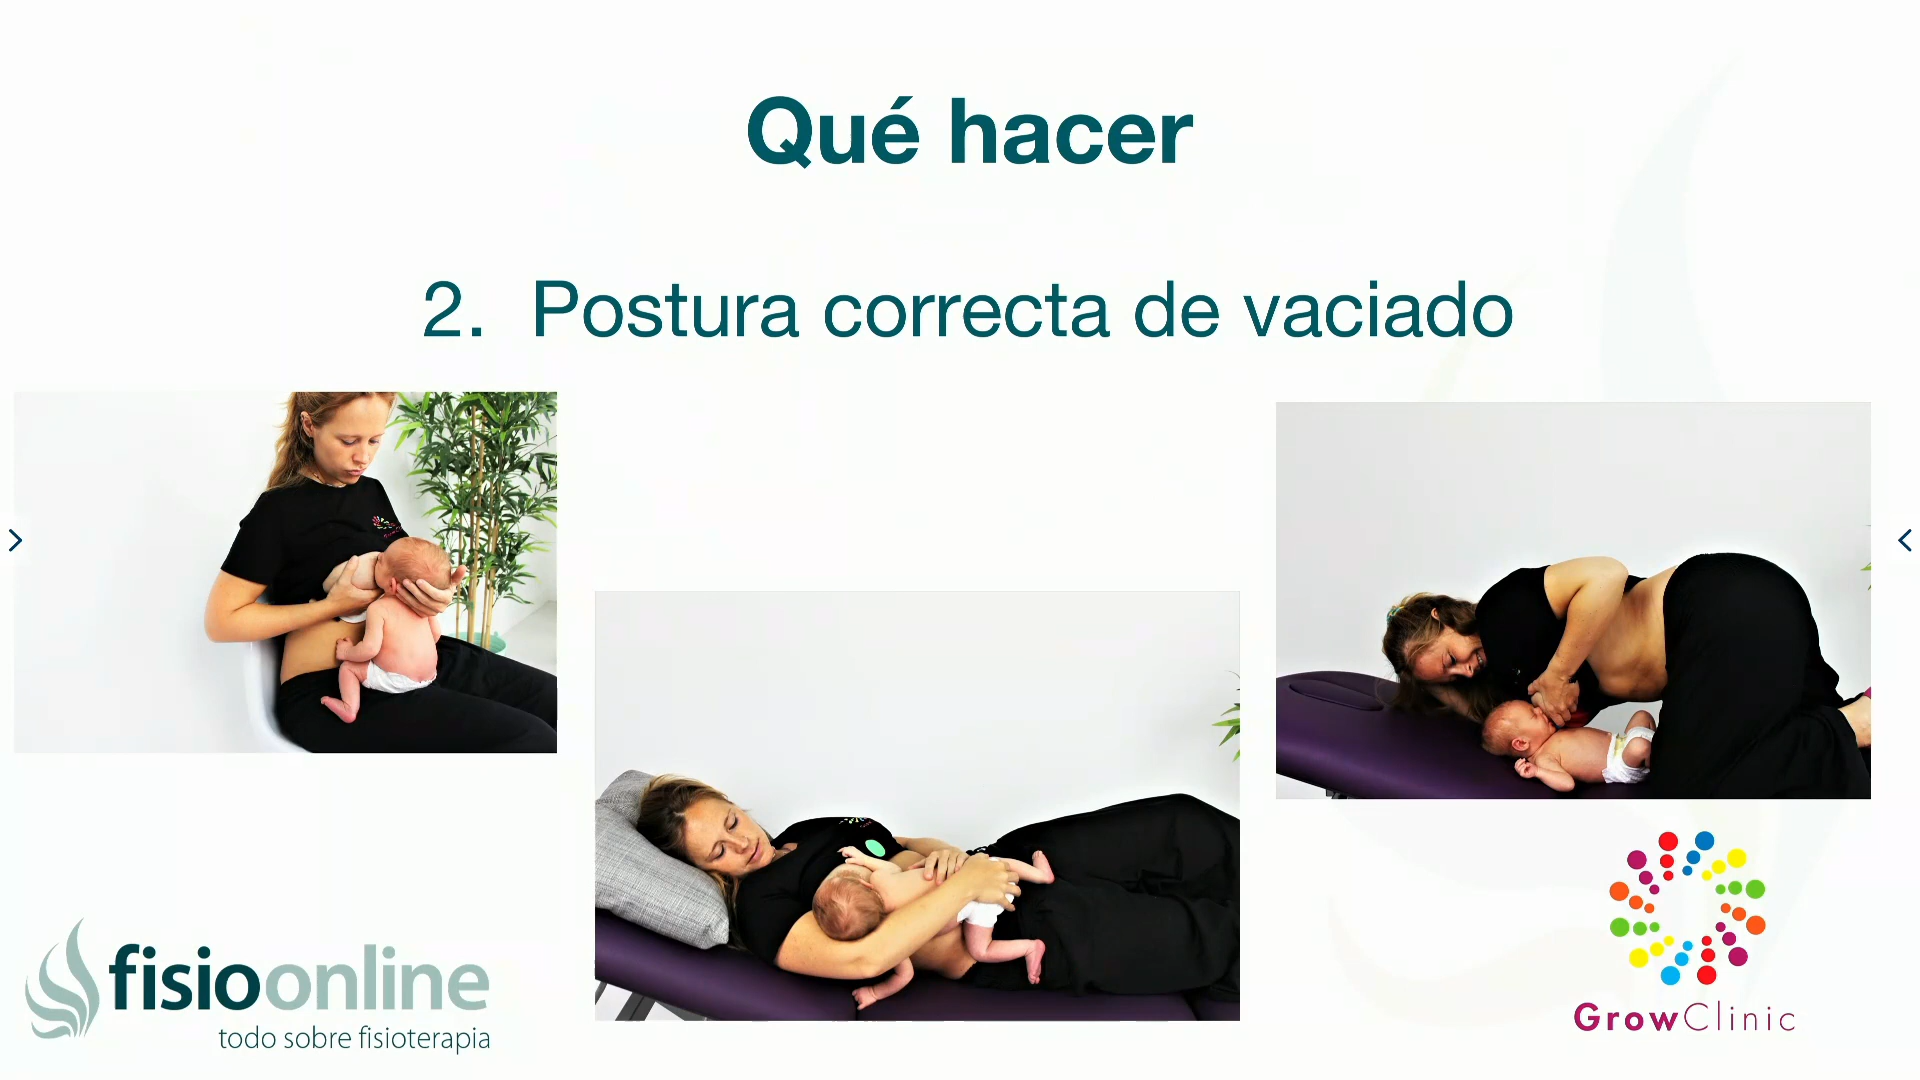 Qué hacer
2. Postura correcta de vaciado
fisioonline
todo sobre fisioterapia
GrowClinic